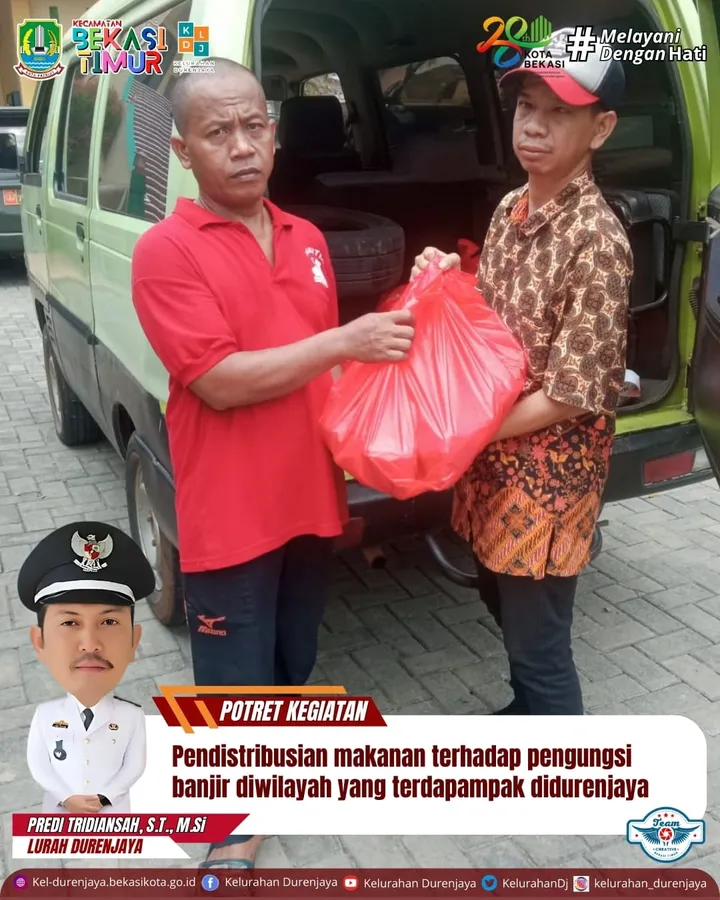 KECAMATAN
BEKASI
TIMUR
KLDJ
KELURAHAN
DURENJAYA
28th
KOTA
BEKASI
#Melayani
Dengan Hati
MIZUNO
POTRET KEGIATAN
Pendistribusian makanan terhadap pengungsi
banjir diwilayah yang terdapampak didurenjaya
PREDI TRIDIANSAH, S.T., M.Si
LURAH DURENJAYA
Team
CREATIVE
Kel-durenjaya.bekasikota.go.id
Kelurahan Durenjaya
Kelurahan Durenjaya
KelurahanDj
kelurahan_durenjaya